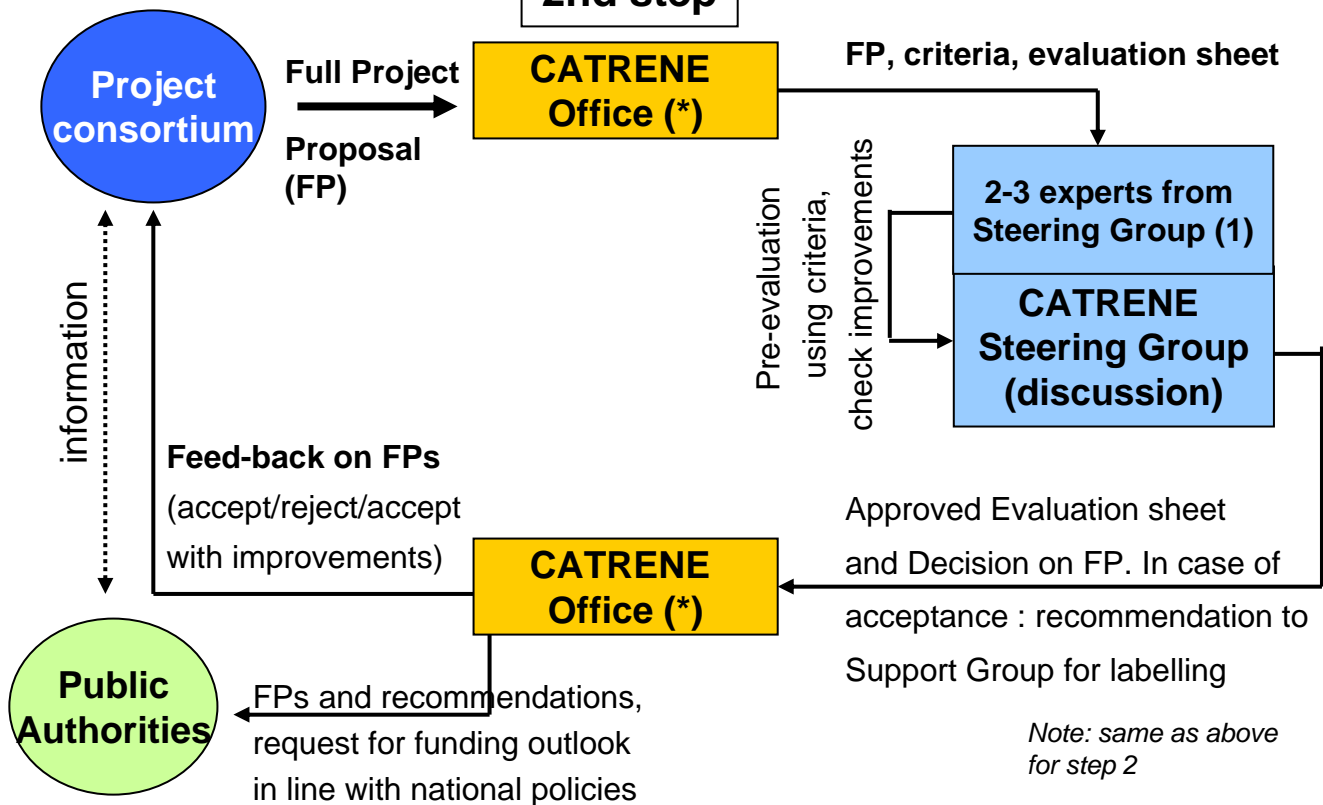 2nd step
Project
consortium
Full Project
Proposal
(FP)
CATRENE
Office (*)
FP, criteria, evaluation sheet
2-3 experts from
Steering Group (1)
Pre-evaluation
using criteria,
check improvements
CATRENE
Steering Group
(discussion)
information
Feed-back on FPs
(accept/reject/accept
with improvements)
CATRENE
Office (*)
Approved Evaluation sheet
and Decision on FP. In case of
acceptance : recommendation to
Support Group for labelling
Public
Authorities
FPs and recommendations,
request for funding outlook
in line with national policies
Note: same as above
for step 2